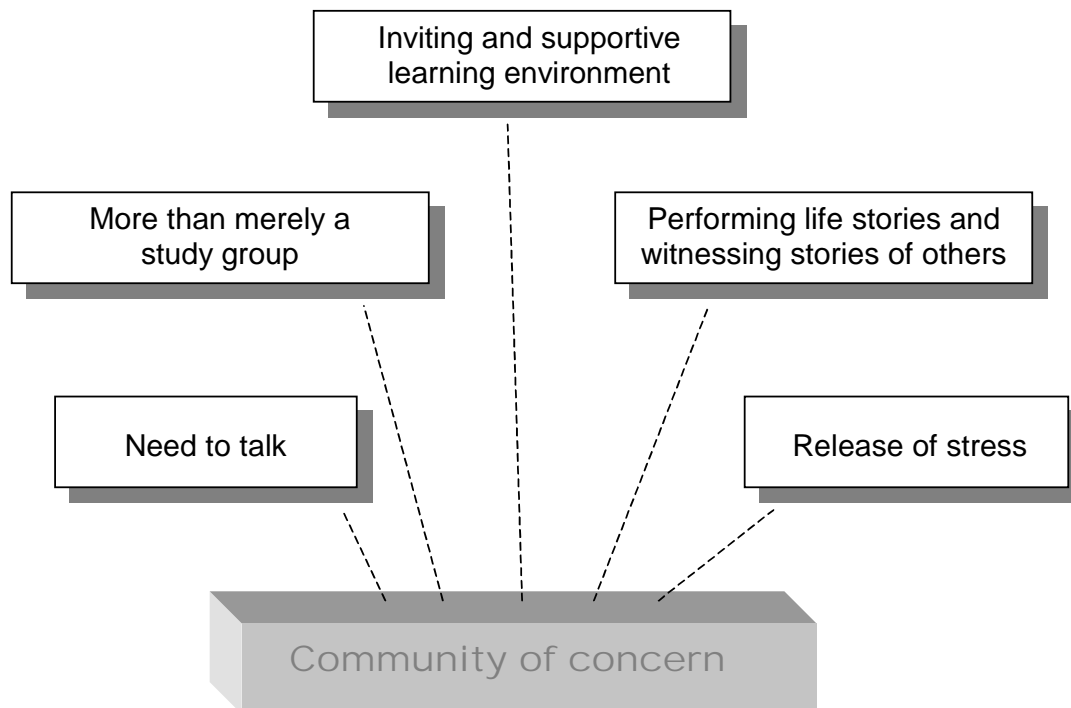 Inviting and supportive
learning environment
More than merely a
study group
Performing life stories and
witnessing stories of others
Need to talk
Release of stress
Community of concern